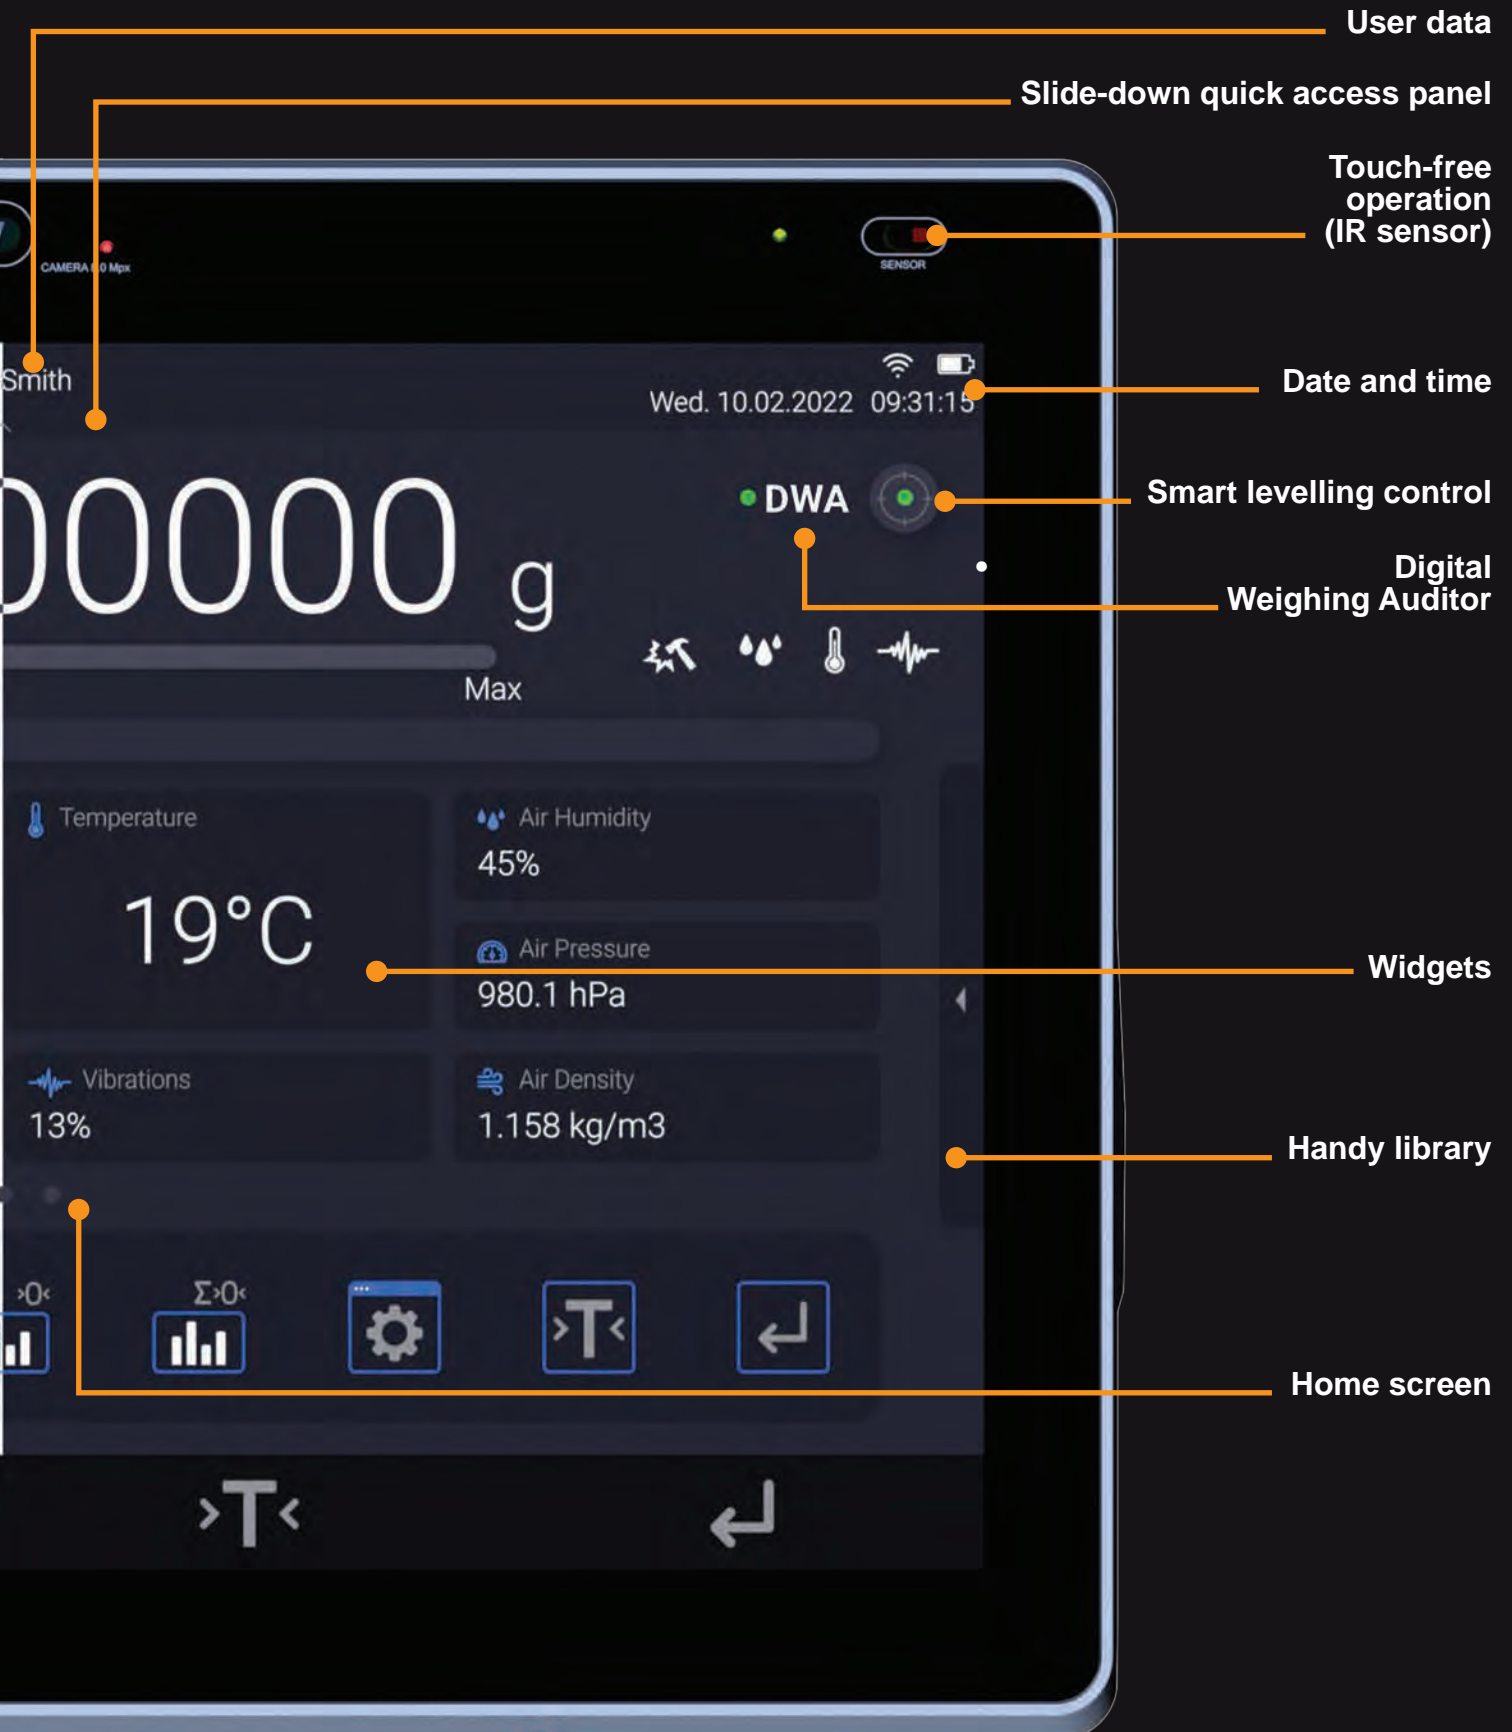 User data
Slide-down quick access panel
Touch-free
operation
(IR sensor)
SENSOR
Smith
Wed. 10.02.2022 09:31:15
Date and time
00000 g
DWA
Smart levelling control
Digital
Weighing Auditor
Max
Temperature
19°C
Air Humidity
45%
Air Pressure
980.1 hPa
Widgets
Vibrations
13%
Air Density
1.158 kg/m3
Handy library
›0‹
Σ›0‹
›T‹
Home screen
›T‹